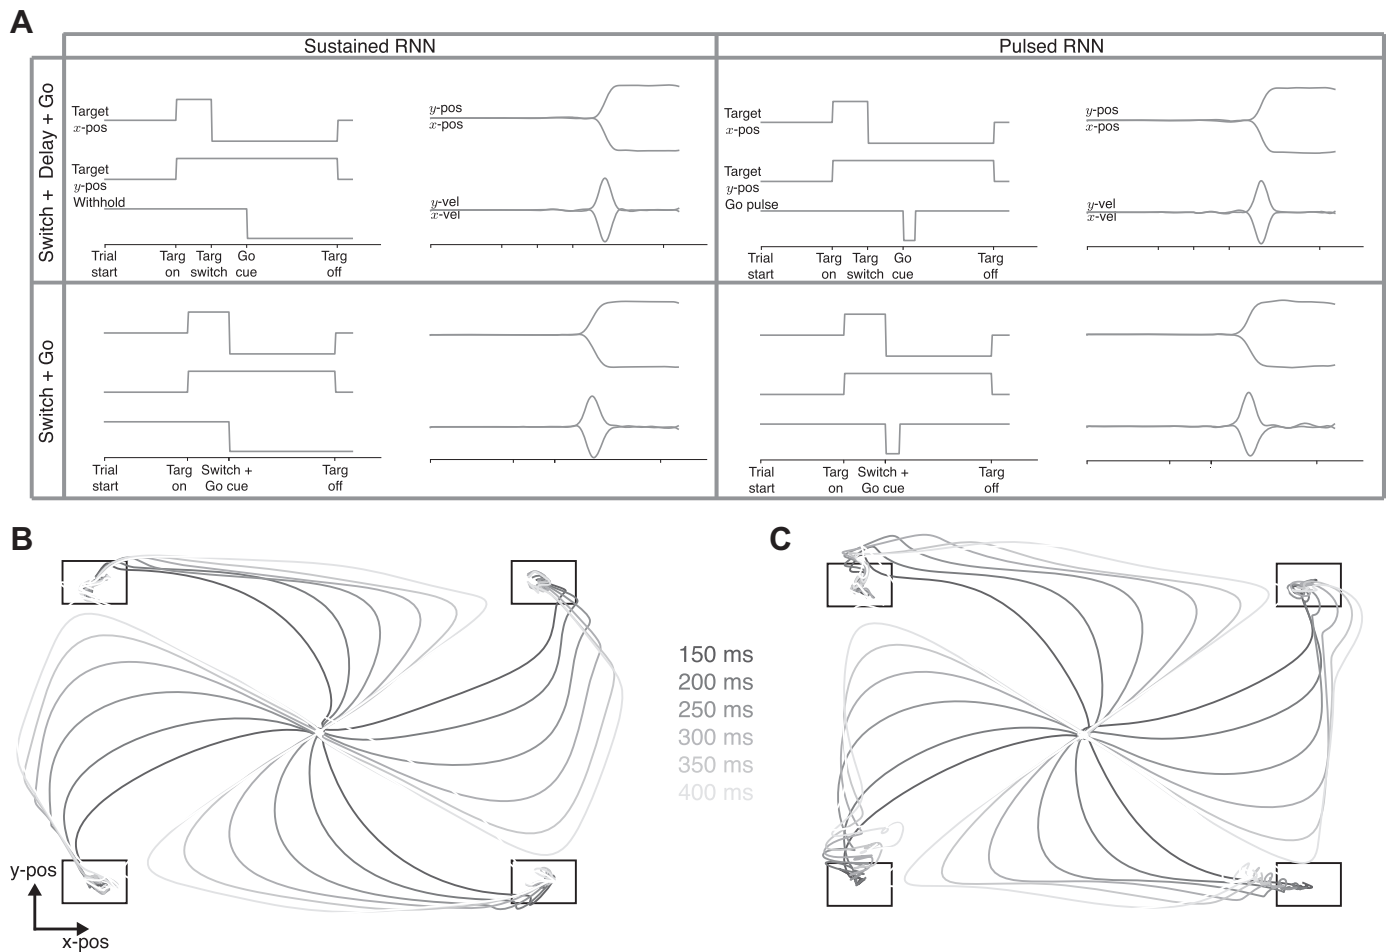 A
Sustained RNN
Pulsed RNN
Switch + Delay + Go
Target
x-pos
Target
y-pos
Withhold
Trial
start
Targ
on
Targ
switch
Go
cue
Targ
off
y-pos
x-pos
y-vel
x-vel
Target
x-pos
Target
y-pos
Go pulse
Trial
start
Targ
on
Targ
switch
Go
cue
Targ
off
y-pos
x-pos
y-vel
x-vel
Switch + Go
Trial
start
Targ
on
Switch +
Go cue
Targ
off
Trial
start
Targ
on
Switch +
Go cue
Targ
off
B
C
150 ms
200 ms
250 ms
300 ms
350 ms
400 ms
y-pos
x-pos